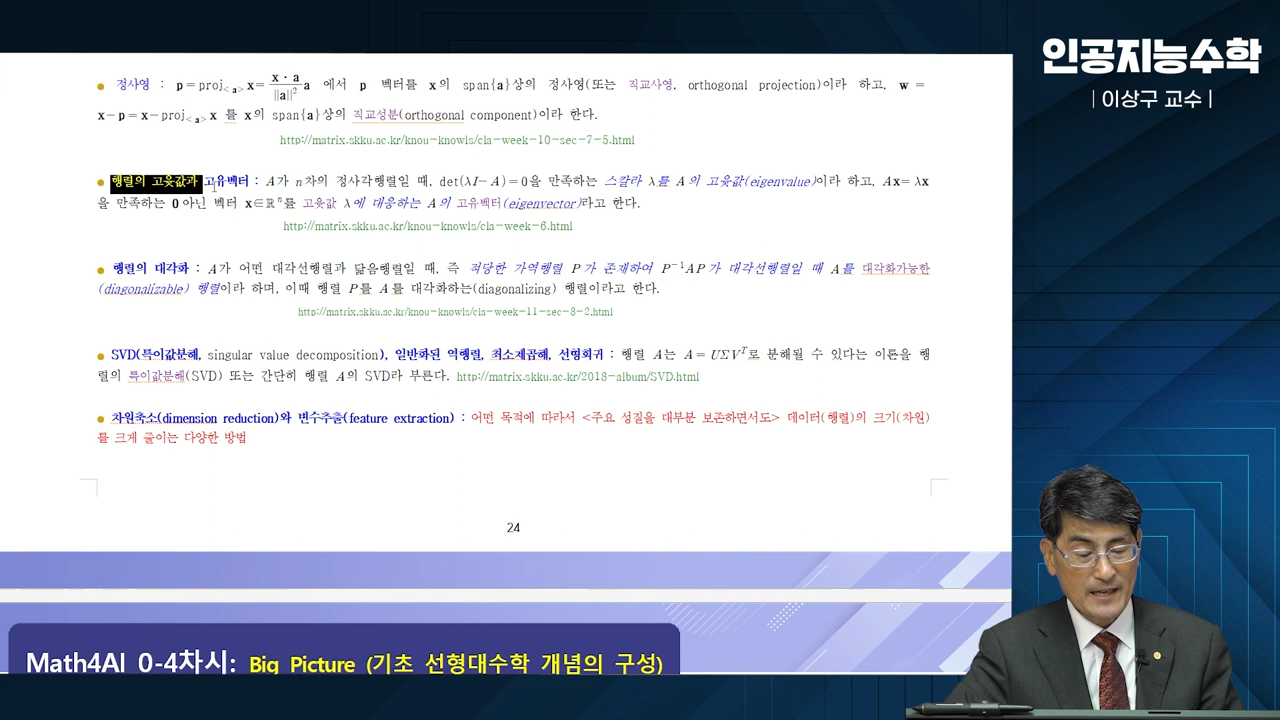 인공지능수학
| 이상구 교수 |
● 정사영 : p = proj_<a> x = x · a / ||a||² a 에서 p 벡터를 x의 span{a}상의 정사영(또는 직교사영, orthogonal projection)이라 하고, w =
x − p = x − proj_<a> x 를 x의 span{a}상의 직교성분(orthogonal component)이라 한다.
http://matrix.skku.ac.kr/knou-knowls/cla-week-10-sec-7-5.html
● 행렬의 고윳값과 고유벡터 : A가 n차의 정사각행렬일 때, det(λI − A) = 0을 만족하는 스칼라 λ를 A의 고윳값(eigenvalue)이라 하고, Ax = λx
을 만족하는 0 아닌 벡터 x∈ℝⁿ를 고윳값 λ에 대응하는 A의 고유벡터(eigenvector)라고 한다.
http://matrix.skku.ac.kr/knou-knowls/cla-week-6.html
● 행렬의 대각화 : A가 어떤 대각선행렬과 닮을행렬일 때, 즉 적당한 가역행렬 P가 존재하여 P⁻¹AP가 대각선행렬일 때 A를 대각화가능한
(diagonalizable) 행렬이라 하며, 이때 행렬 P를 A를 대각화하는(diagonalizing) 행렬이라고 한다.
http://matrix.skku.ac.kr/knou-knowls/cla-week-11-sec-8-2.html
● SVD(특이값분해, singular value decomposition), 일반화된 역행렬, 최소제곱해, 선형회귀 : 행렬 A는 A = UΣVᵀ로 분해될 수 있다는 이론을 행
렬의 특이값분해(SVD) 또는 간단히 행렬 A의 SVD라 부른다. http://matrix.skku.ac.kr/2018-album/SVD.html
● 차원축소(dimension reduction)와 변수추출(feature extraction) : 어떤 목적에 따라서 <주요 성질을 대부분 보존하면서도> 데이터(행렬)의 크기(차원)
를 크게 줄이는 다양한 방법
24
Math4AI 0-4차시: Big Picture (기초 선형대수학 개념의 구성)